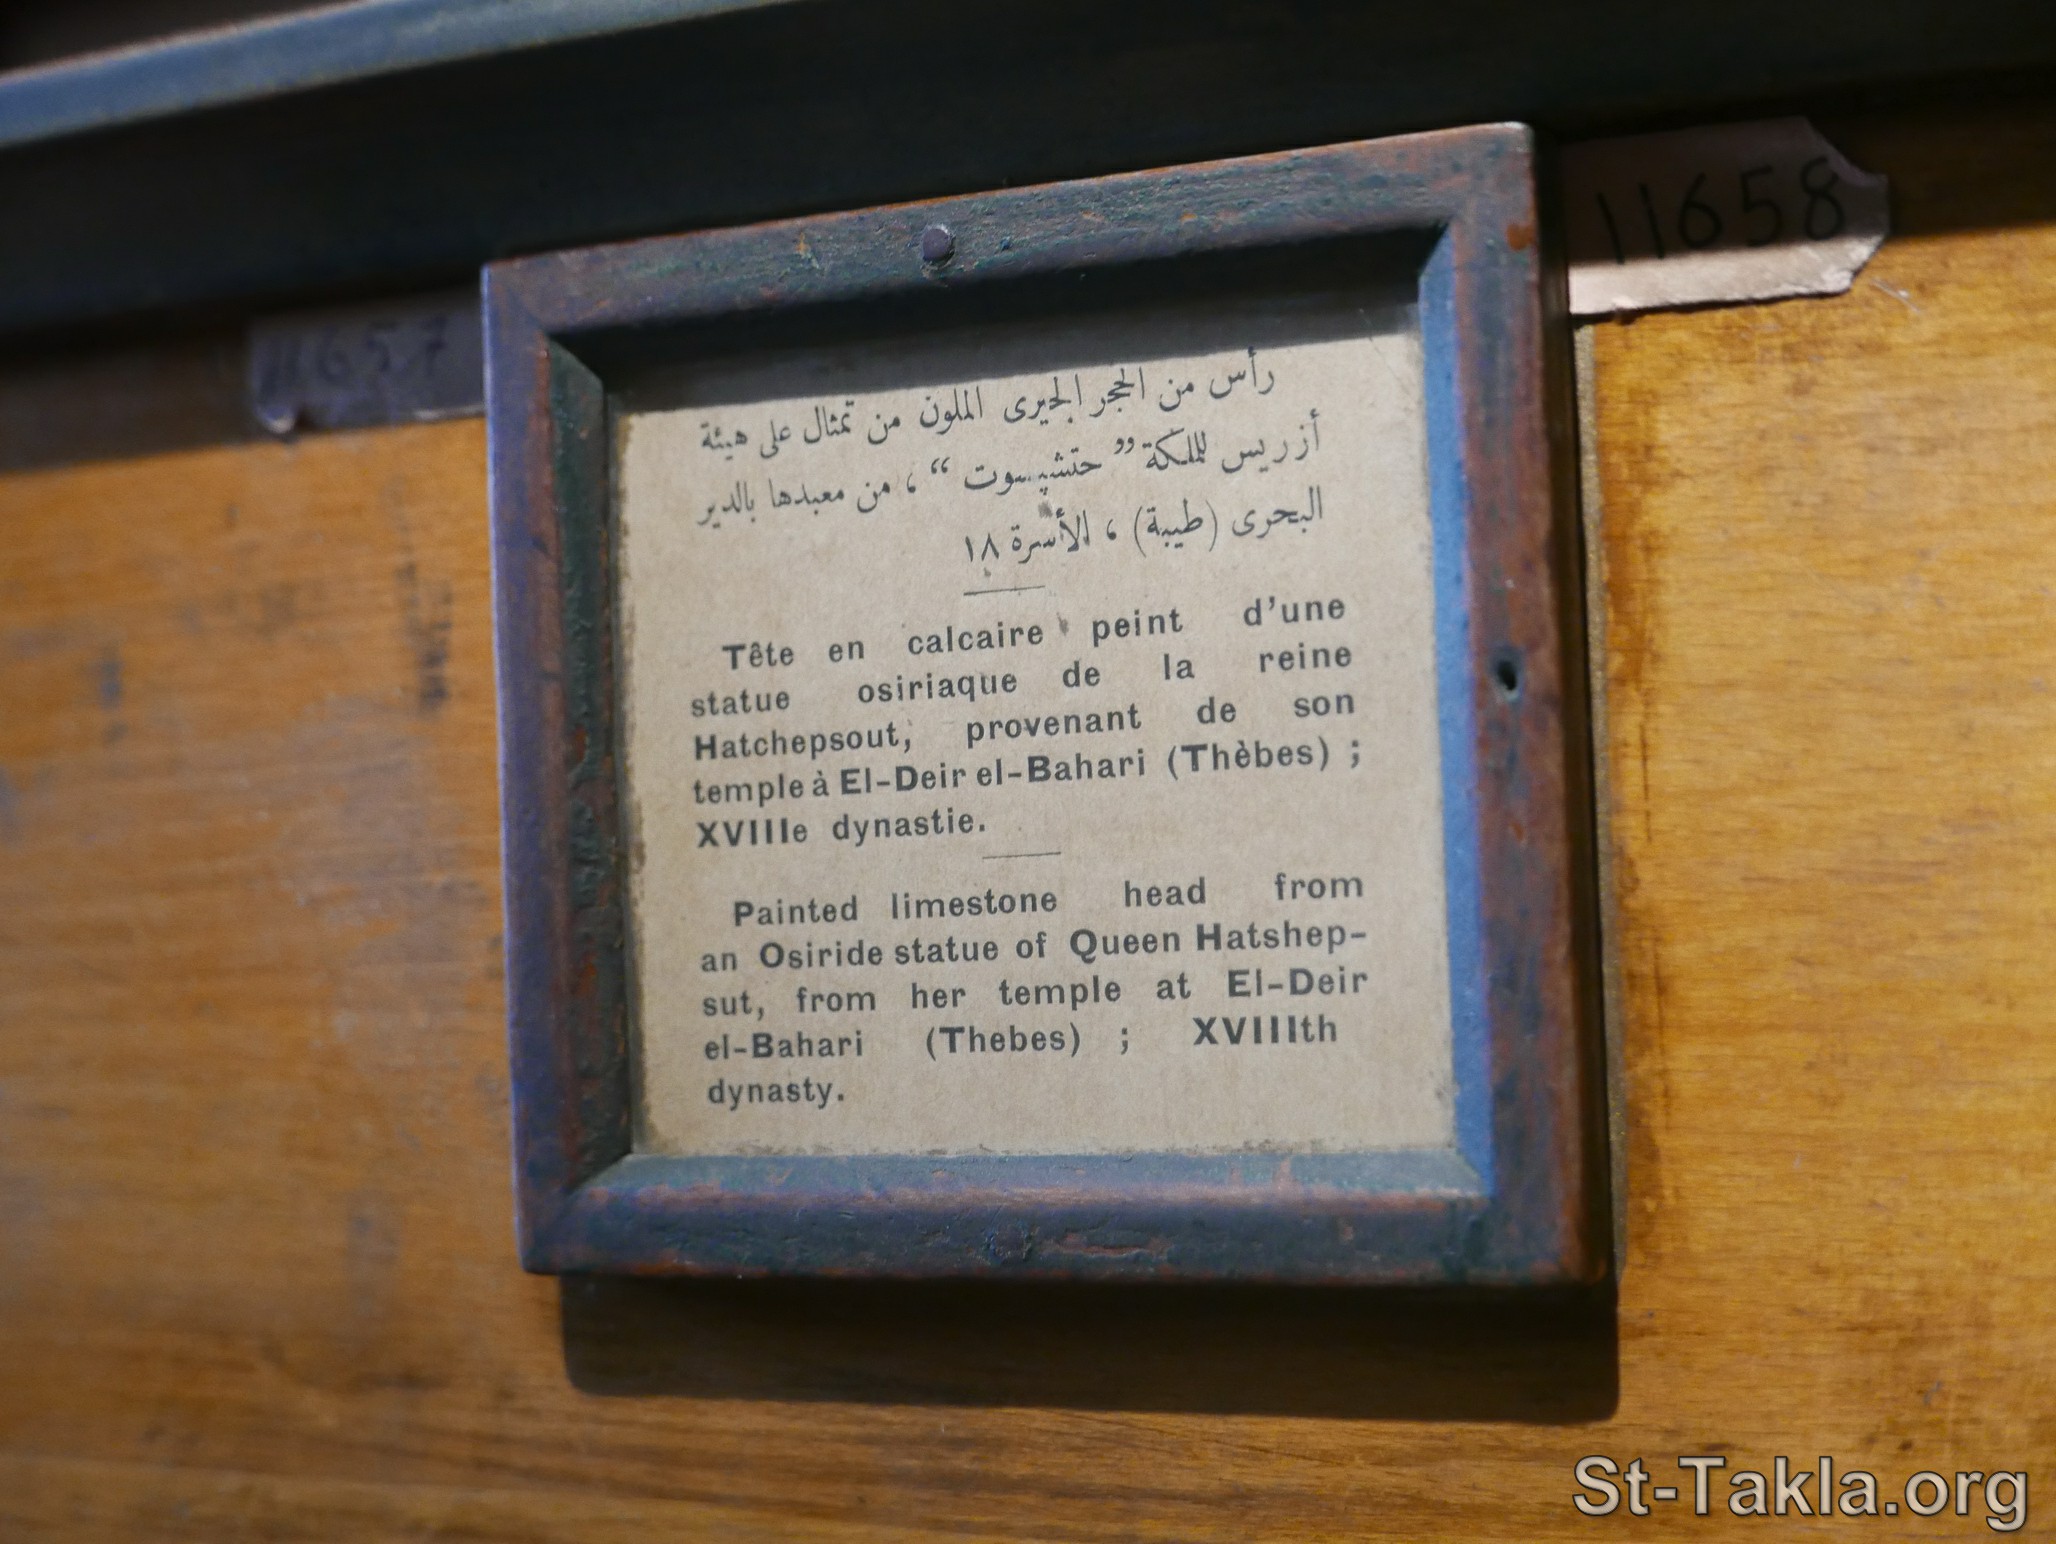 11658
11657
رأس من الحجر الجيرى الملون من تمثال على هيئة
أزريس للملكة " حتشپسوت " ، من معبدها بالدير
البحرى (طيبة) ، الأسرة ١٨
Tête en calcaire peint d'une
statue osiriaque de la reine
Hatchepsout, provenant de son
temple à El-Deir el-Bahari (Thèbes) ;
XVIIIe dynastie.
Painted limestone head from
an Osiride statue of Queen Hatshep-
sut, from her temple at El-Deir
el-Bahari (Thebes) ; XVIIIth
dynasty.
St-Takla.org